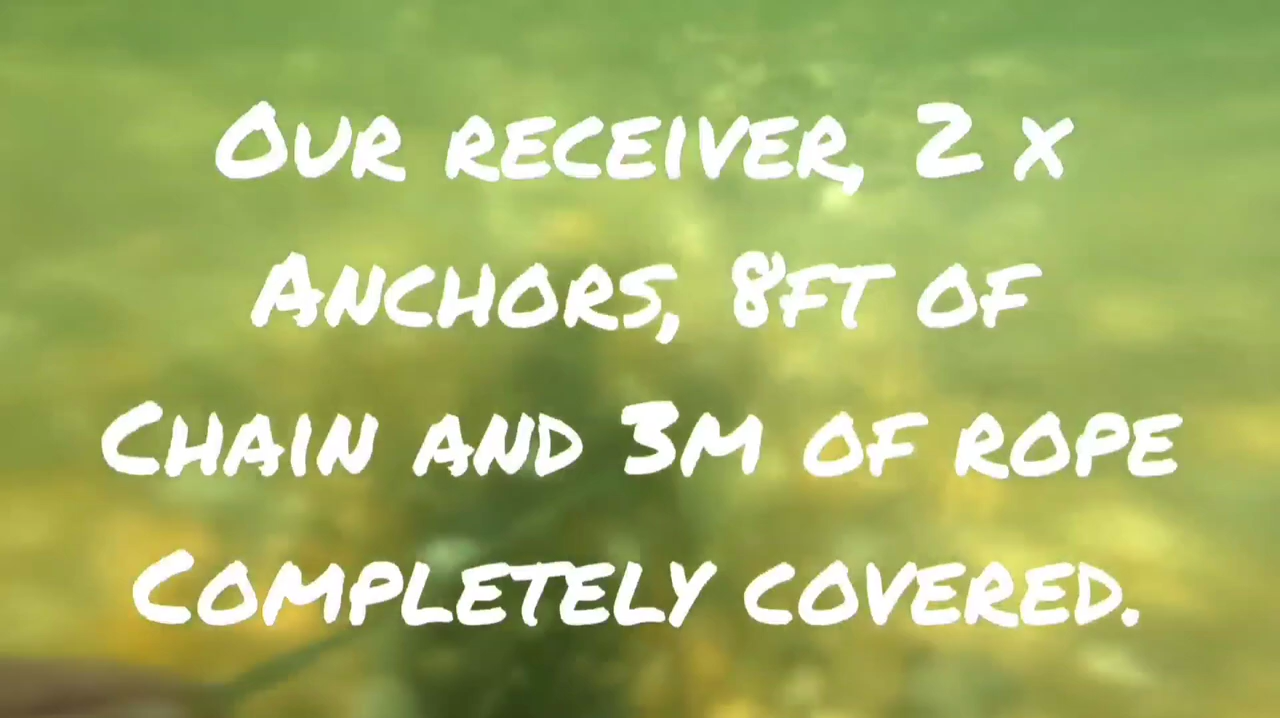 Our receiver, 2 x
Anchors, 8ft of
Chain and 3m of rope
Completely covered.